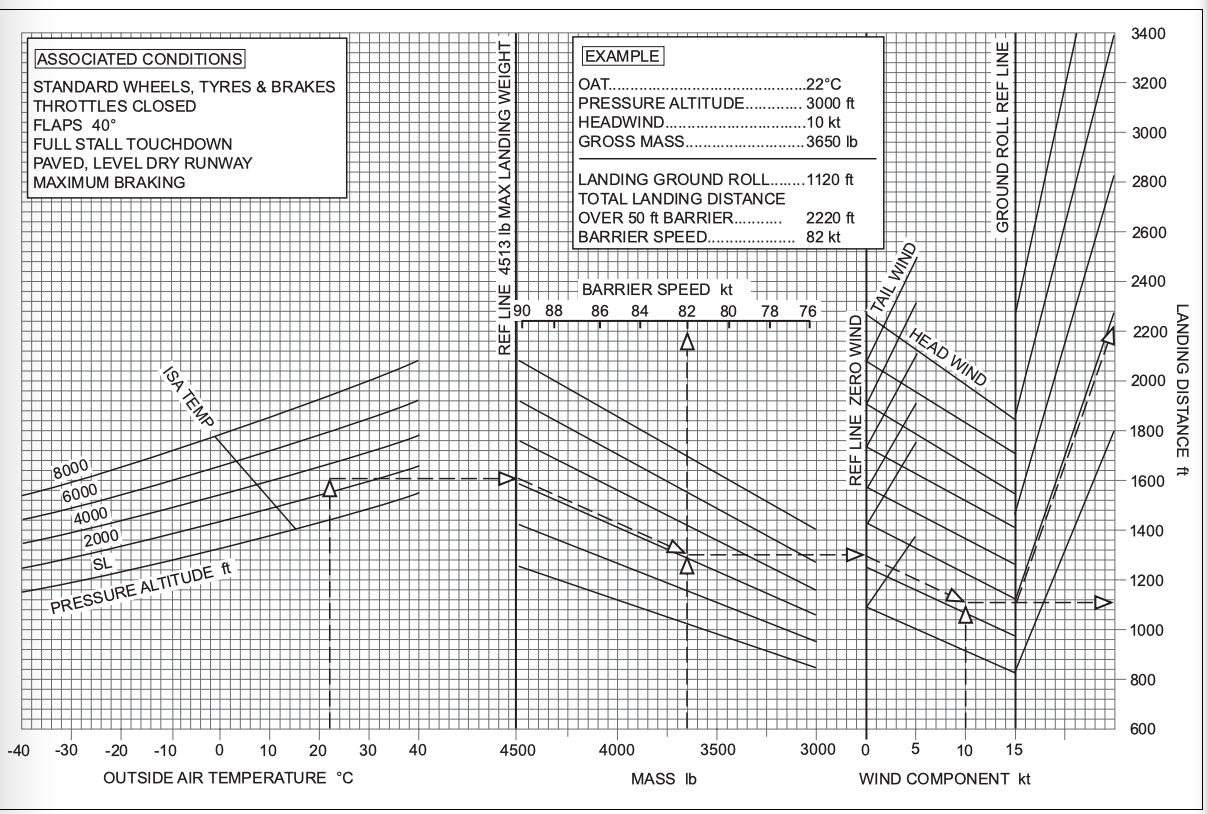 ASSOCIATED CONDITIONS
STANDARD WHEELS, TYRES & BRAKES
THROTTLES CLOSED
FLAPS 40°
FULL STALL TOUCHDOWN
PAVED, LEVEL DRY RUNWAY
MAXIMUM BRAKING
REF LINE 4513 lb MAX LANDING WEIGHT
EXAMPLE
OAT.......................................22°C
PRESSURE ALTITUDE............ 3000 ft
HEADWIND............................10 kt
GROSS MASS.......................3650 lb
LANDING GROUND ROLL.......1120 ft
TOTAL LANDING DISTANCE
OVER 50 ft BARRIER........... 2220 ft
BARRIER SPEED.................... 82 kt
BARRIER SPEED kt
90 88 86 84 82 80 78 76
REF LINE ZERO WIND
TAIL WIND
HEAD WIND
GROUND ROLL REF LINE
3400
3200
3000
2800
2600
2400
2200
2000
1800
1600
1400
1200
1000
800
600
LANDING DISTANCE ft
ISA TEMP
8000
6000
4000
2000
SL
PRESSURE ALTITUDE ft
-40 -30 -20 -10 0 10 20 30 40
OUTSIDE AIR TEMPERATURE °C
4500 4000 3500 3000
MASS lb
0 5 10 15
WIND COMPONENT kt